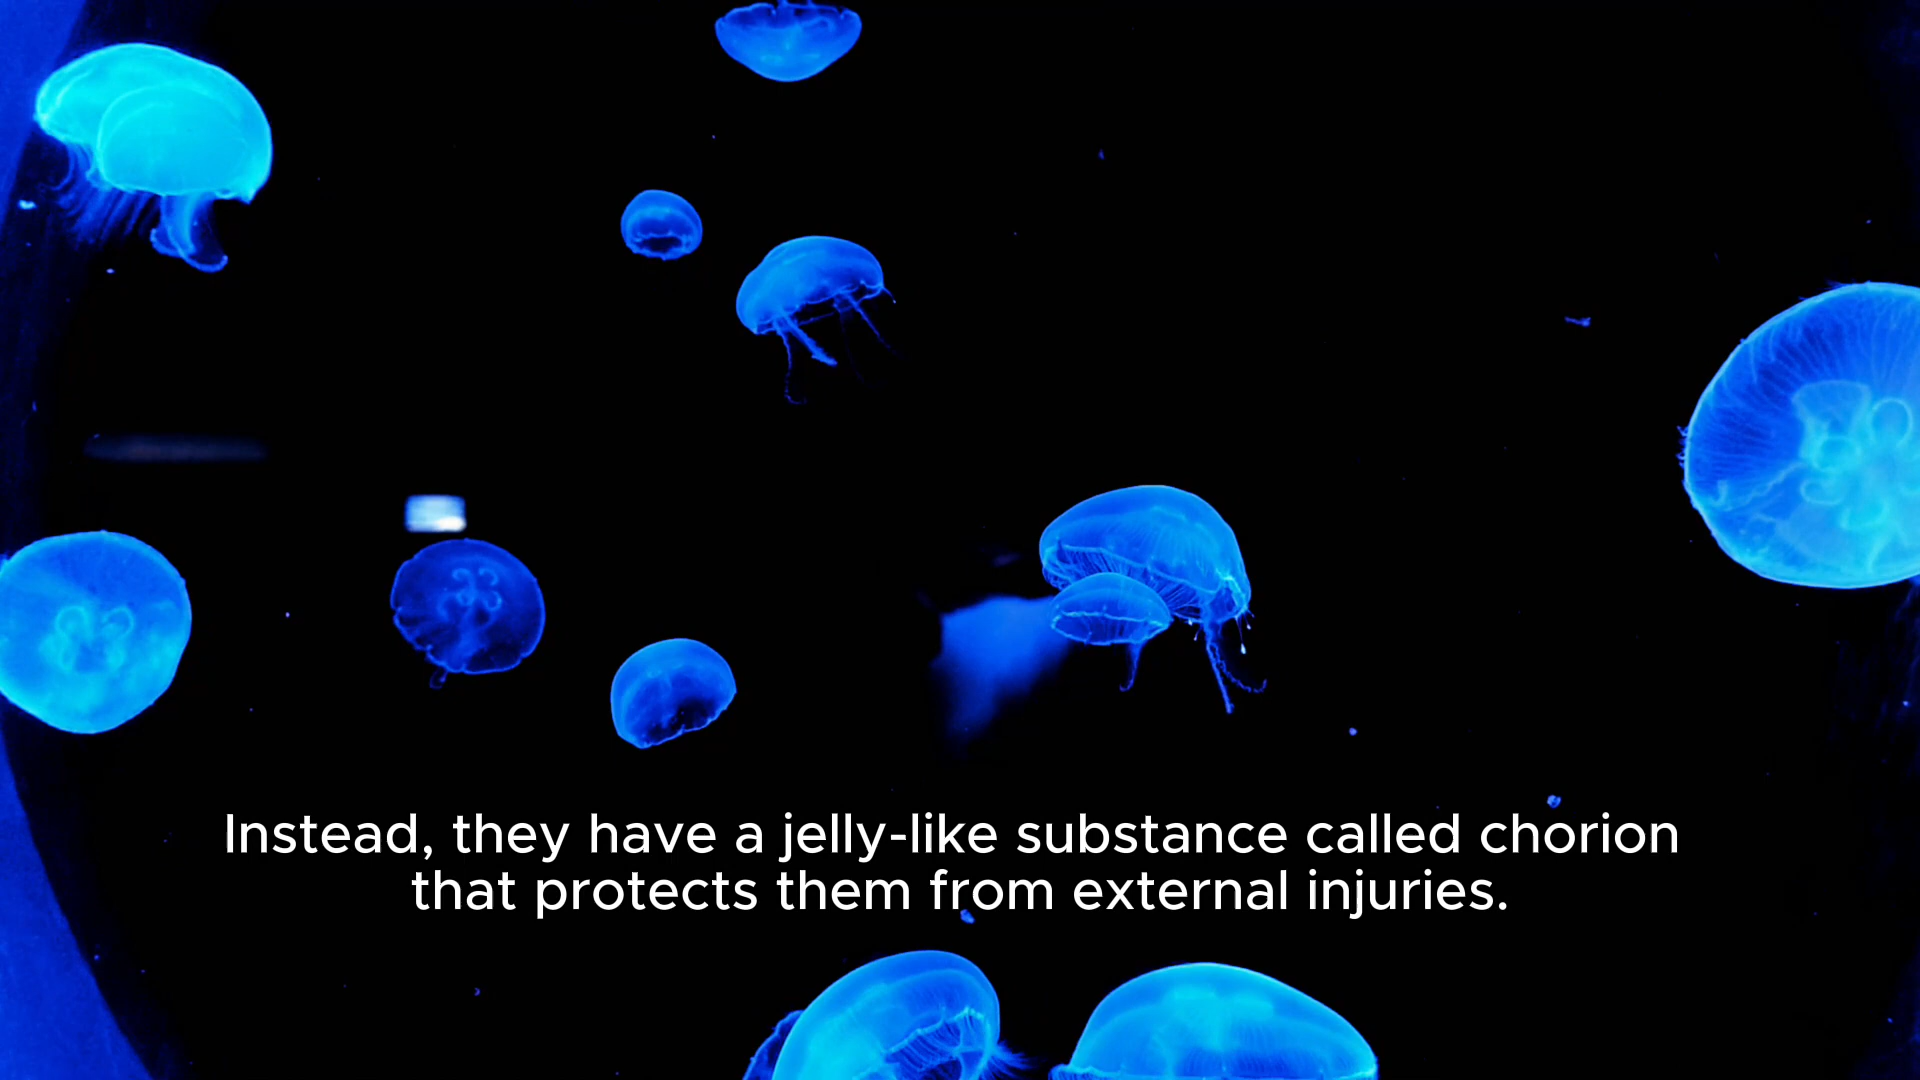 Instead, they have a jelly-like substance called chorion
that protects them from external injuries.